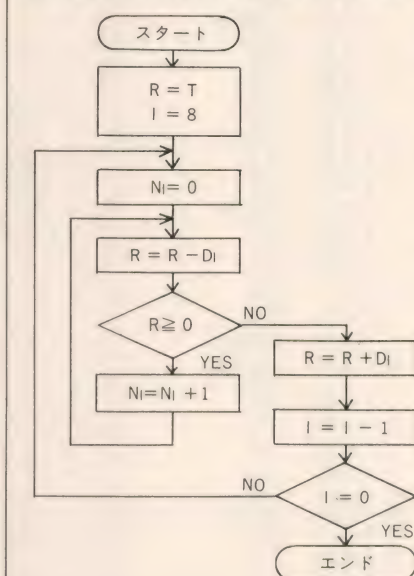 スタート
R = T
I = 8
NI = 0
R = R − DI
R ≧ 0
NO
YES
NI = NI + 1
R = R + DI
I = I − 1
I = 0
NO
YES
エンド